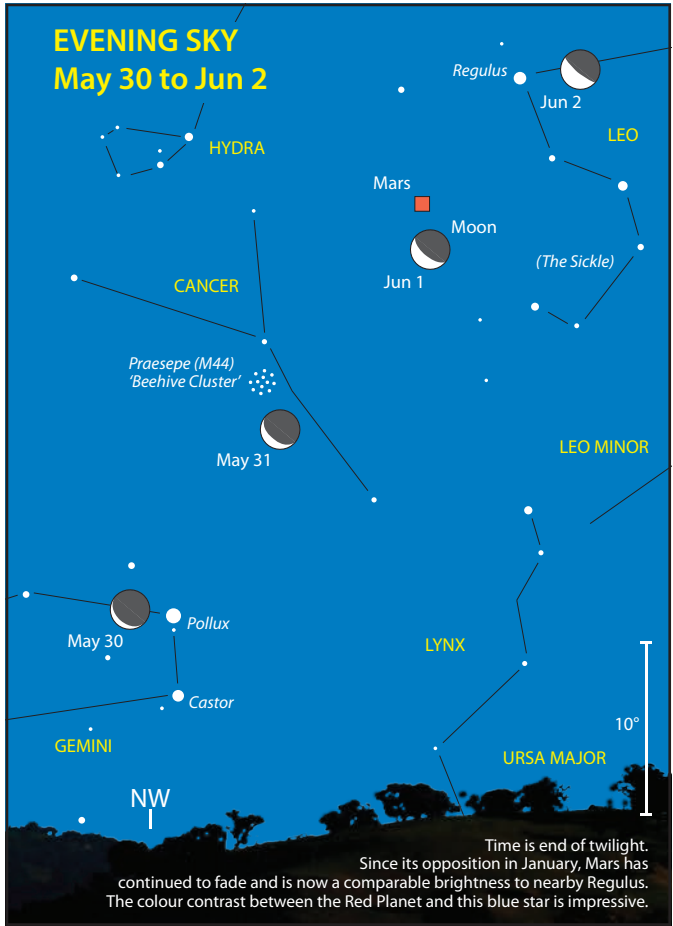 EVENING SKY
May 30 to Jun 2
Regulus
Jun 2
HYDRA
LEO
Mars
Moon
(The Sickle)
Jun 1
CANCER
Praesepe (M44)
‘Beehive Cluster’
May 31
LEO MINOR
Pollux
May 30
LYNX
Castor
10°
GEMINI
URSA MAJOR
NW
Time is end of twilight.
Since its opposition in January, Mars has
continued to fade and is now a comparable brightness to nearby Regulus.
The colour contrast between the Red Planet and this blue star is impressive.